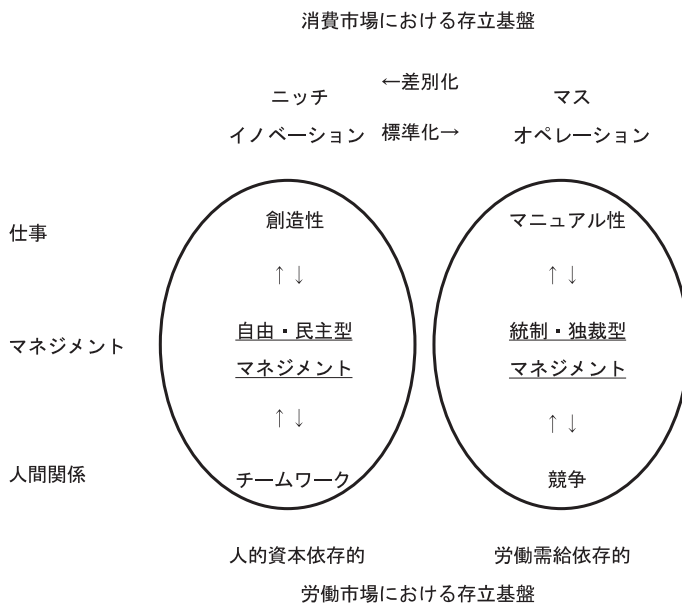 消費市場における存立基盤
←差別化
ニッチ マス
イノベーション 標準化→ オペレーション
仕事 創造性 マニュアル性
↑↓ ↑↓
自由・民主型 統制・独裁型
マネジメント
マネジメント マネジメント
↑↓ ↑↓
人間関係 チームワーク 競争
人的資本依存的 労働需給依存的
労働市場における存立基盤